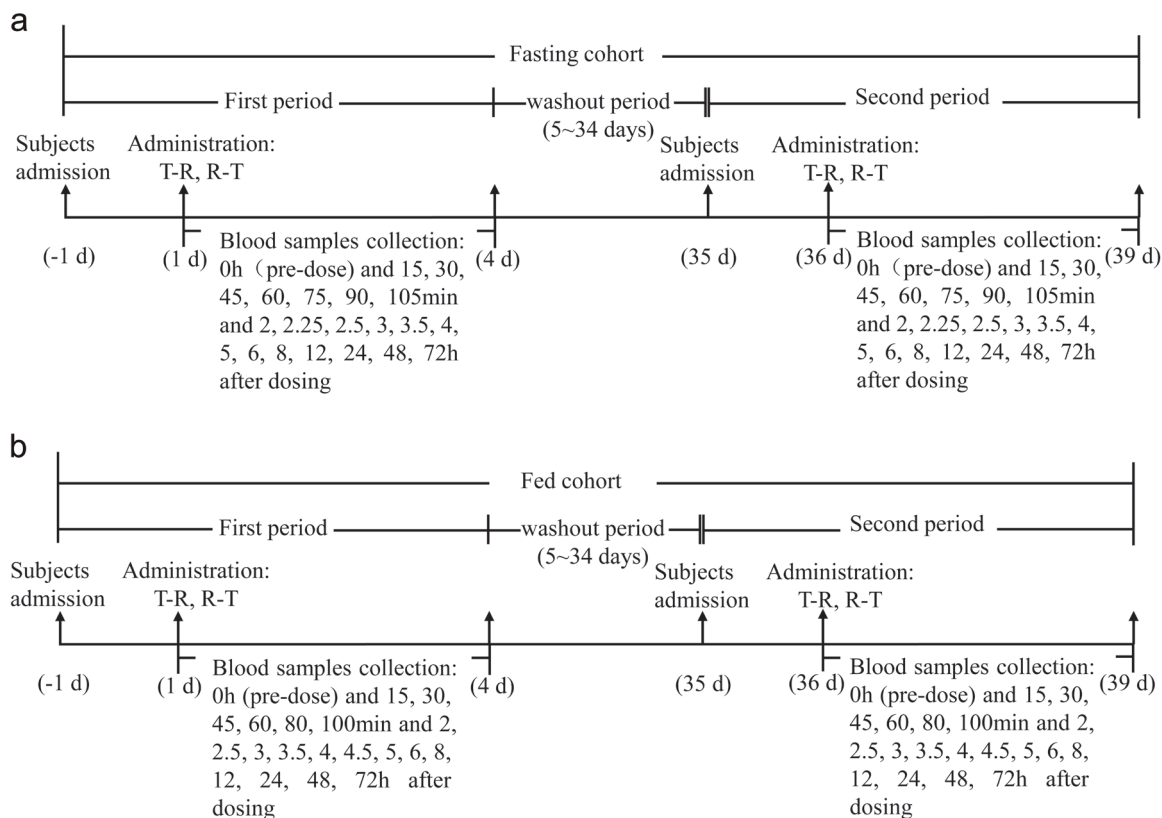 a
Fasting cohort
First period
washout period
(5~34 days)
Second period
Subjects
admission
Administration:
T-R, R-T
Subjects
admission
Administration:
T-R, R-T
(-1 d)
(1 d)
Blood samples collection:
0h（pre-dose) and 15, 30,
45, 60, 75, 90, 105min
and 2, 2.25, 2.5, 3, 3.5, 4,
5, 6, 8, 12, 24, 48, 72h
after dosing
(4 d)
(35 d)
(36 d)
Blood samples collection:
0h（pre-dose) and 15, 30,
45, 60, 75, 90, 105min
and 2, 2.25, 2.5, 3, 3.5, 4,
5, 6, 8, 12, 24, 48, 72h
after dosing
(39 d)
b
Fed cohort
First period
washout period
(5~34 days)
Second period
Subjects
admission
Administration:
T-R, R-T
Subjects
admission
Administration:
T-R, R-T
(-1 d)
(1 d)
Blood samples collection:
0h (pre-dose) and 15, 30,
45, 60, 80, 100min and 2,
2.5, 3, 3.5, 4, 4.5, 5, 6, 8,
12, 24, 48, 72h after
dosing
(4 d)
(35 d)
(36 d)
Blood samples collection:
0h (pre-dose) and 15, 30,
45, 60, 80, 100min and 2,
2.5, 3, 3.5, 4, 4.5, 5, 6, 8,
12, 24, 48, 72h after
dosing
(39 d)